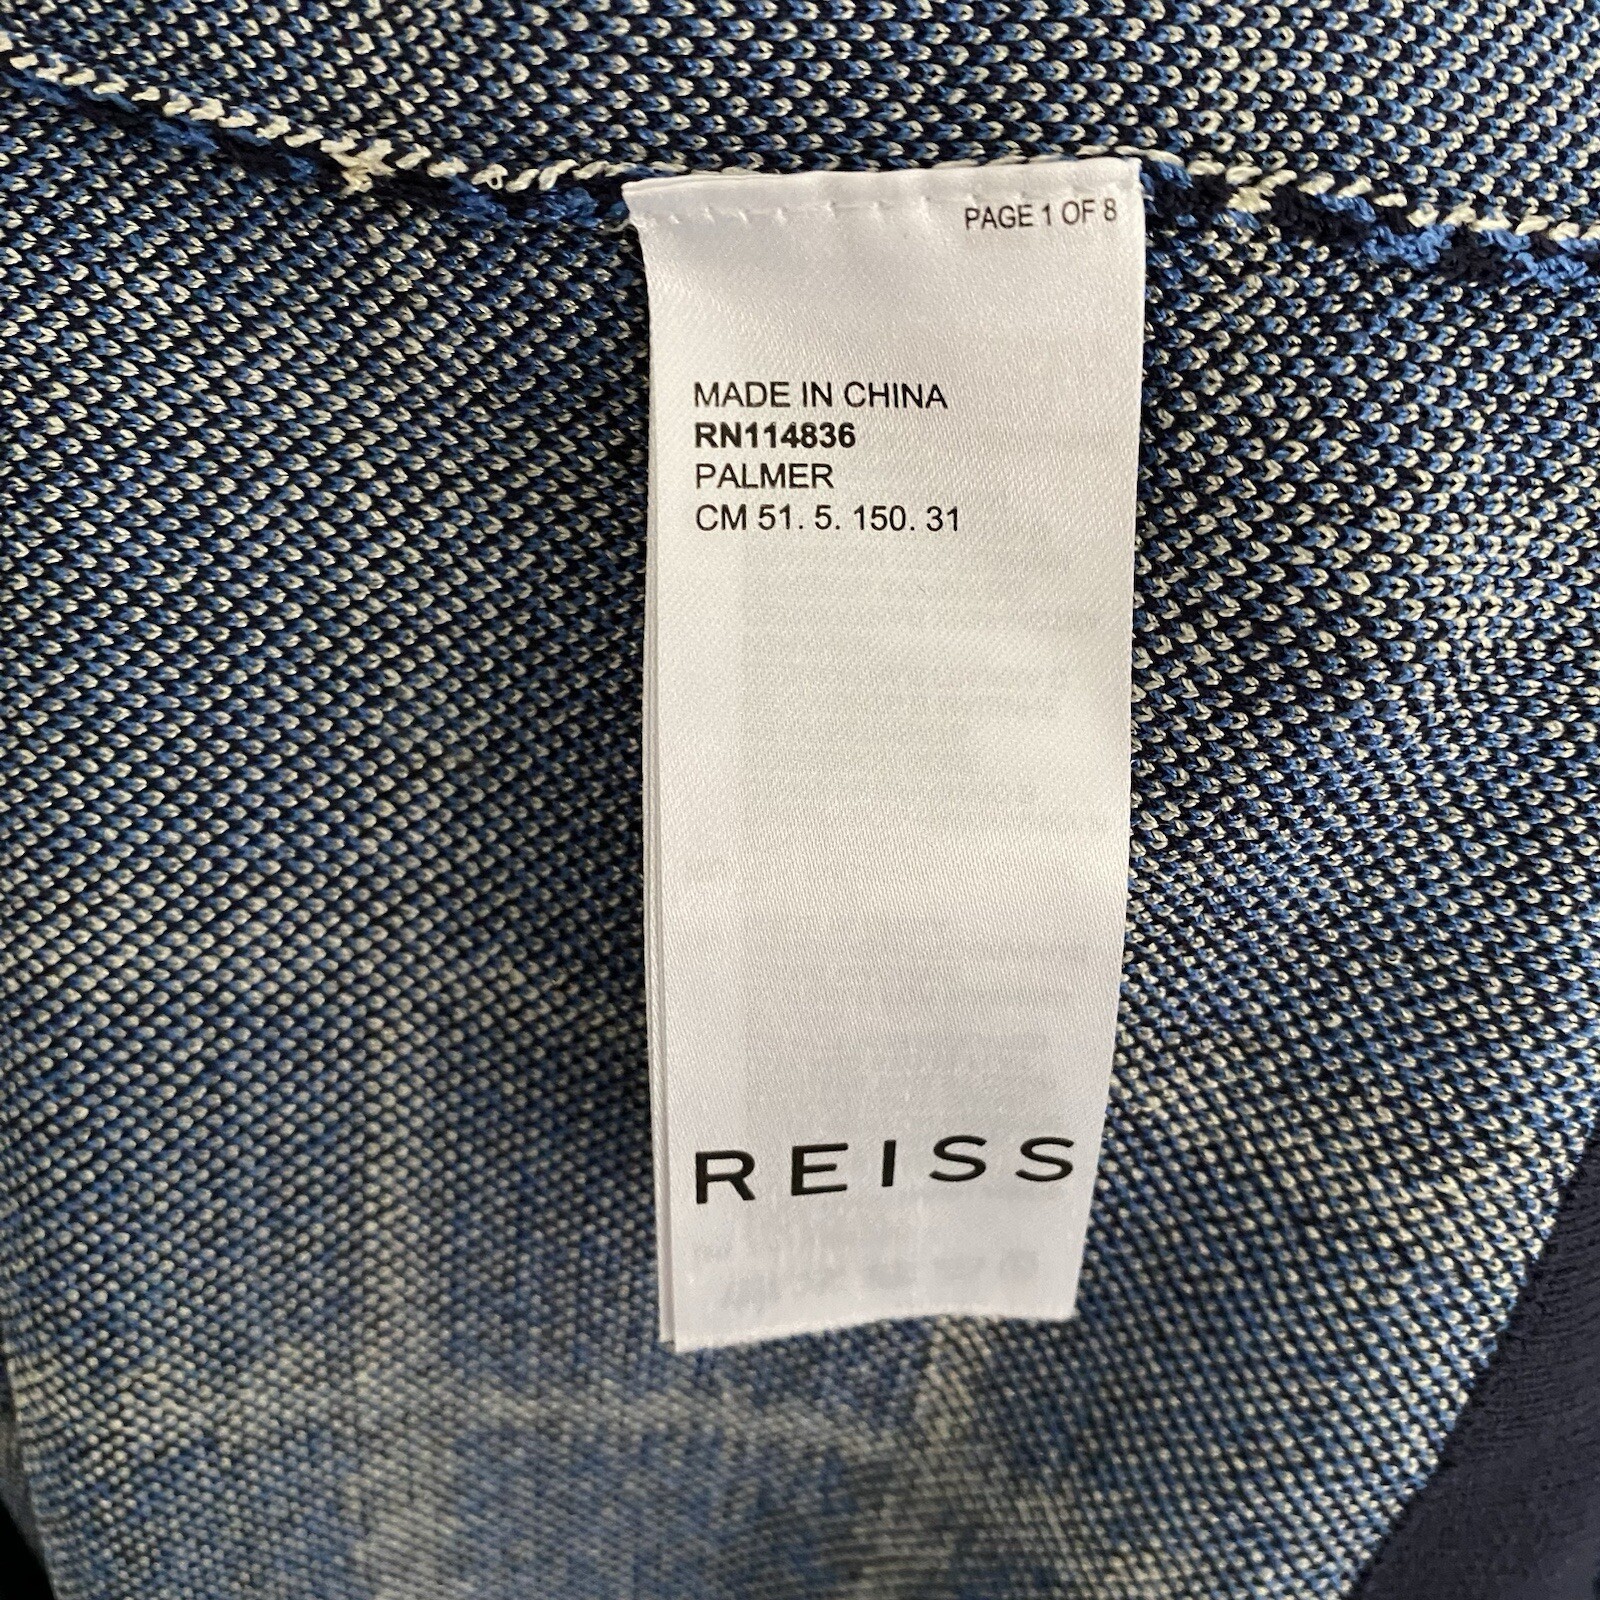 PAGE 1 OF 8
MADE IN CHINA
RN114836
PALMER
CM 51. 5. 150. 31
REISS